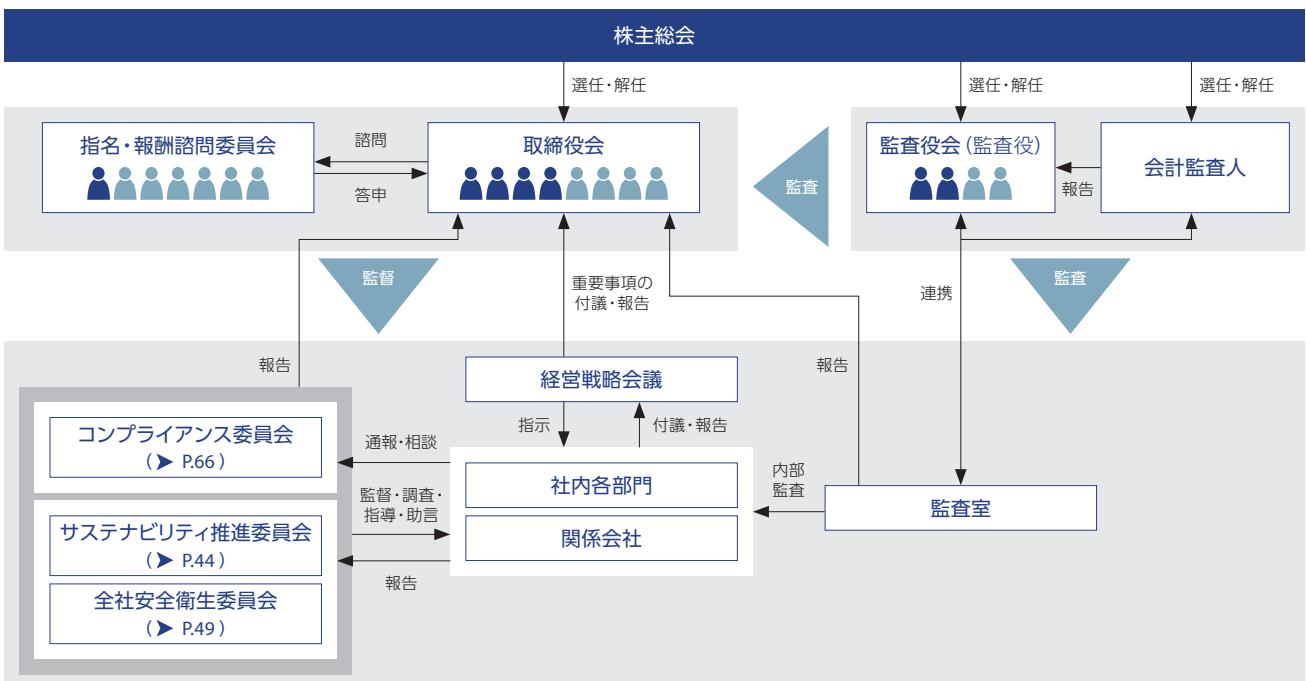 株主総会
選任・解任
選任・解任
選任・解任
指名・報酬諮問委員会
諮問
答申
取締役会
監査
監査役会(監査役)
報告
会計監査人
監督
重要事項の
付議・報告
連携
監査
報告
経営戦略会議
報告
指示
付議・報告
コンプライアンス委員会
(➤ P.66)
通報・相談
監督・調査・
指導・助言
報告
サステナビリティ推進委員会
(➤ P.44)
全社安全衛生委員会
(➤ P.49)
社内各部門
関係会社
内部
監査
監査室